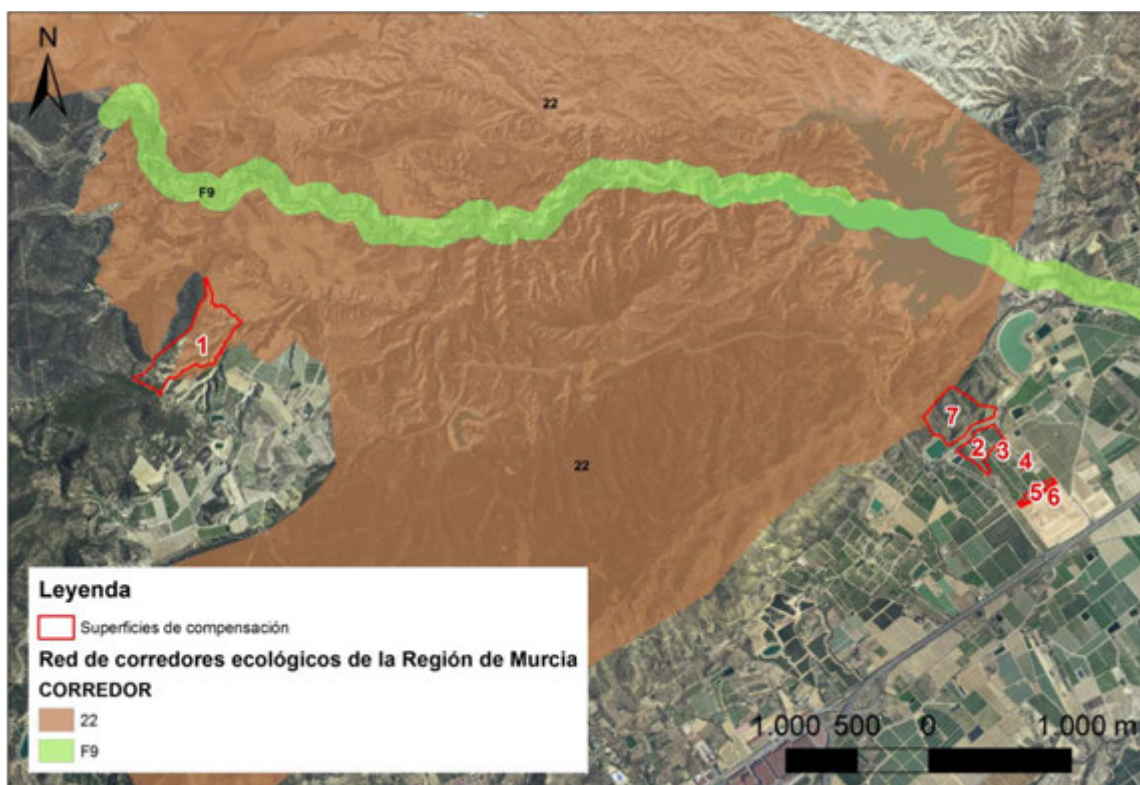 N
22
F9
1
22
7
2
3
4
5
6
Leyenda
Superficies de compensación
Red de corredores ecológicos de la Región de Murcia
CORREDOR
22
F9
1.000 500 0 1.000 m